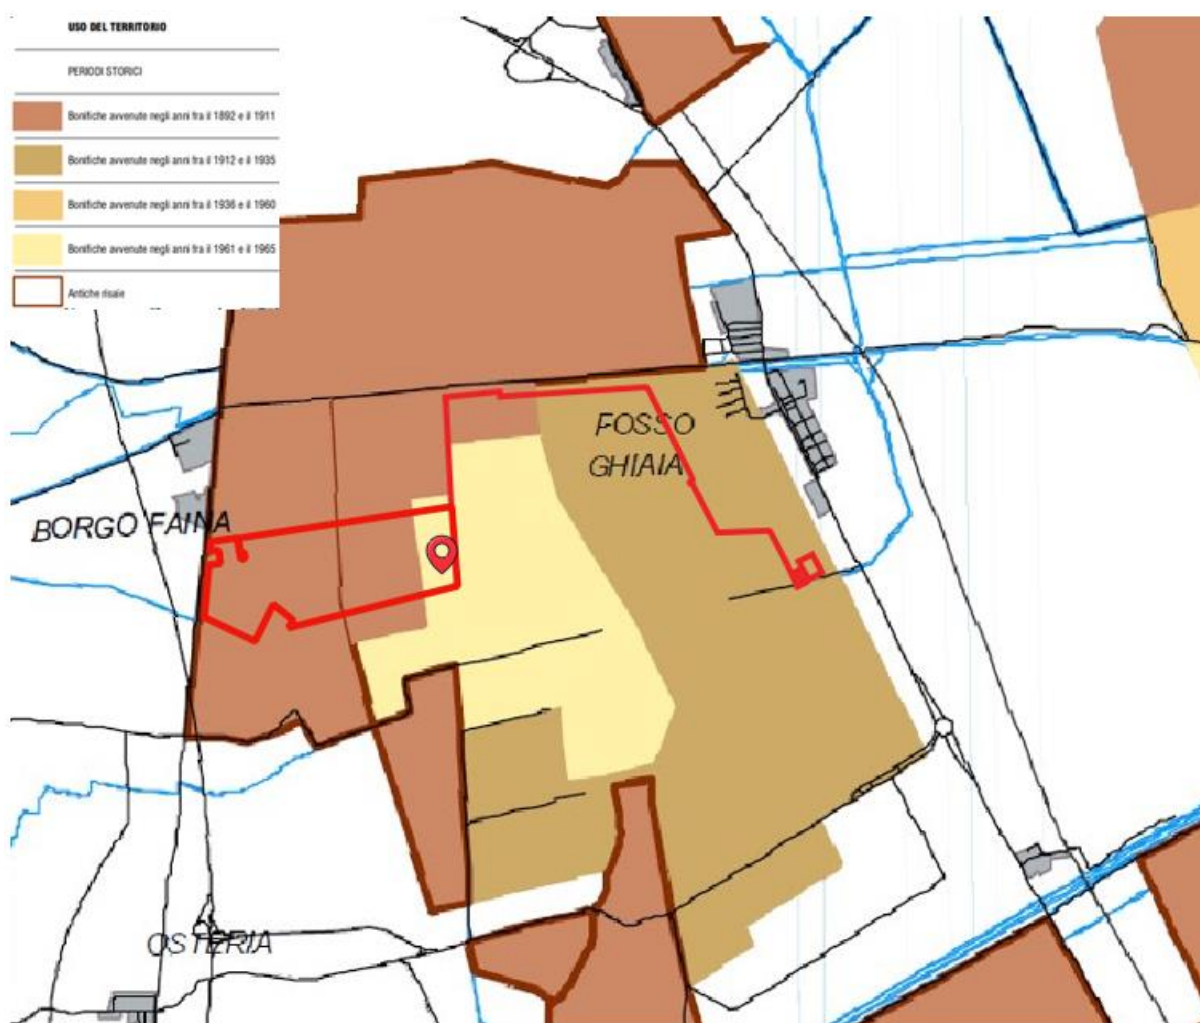 USO DEL TERRITORIO
PERIODI STORICI
Bonifiche avvenute negli anni fra il 1892 e il 1911
Bonifiche avvenute negli anni fra il 1912 e il 1935
Bonifiche avvenute negli anni fra il 1936 e il 1960
Bonifiche avvenute negli anni fra il 1961 e il 1965
Antiche risaie
FOSSO
GHIAIA
BORGO FAINA
OSTERIA